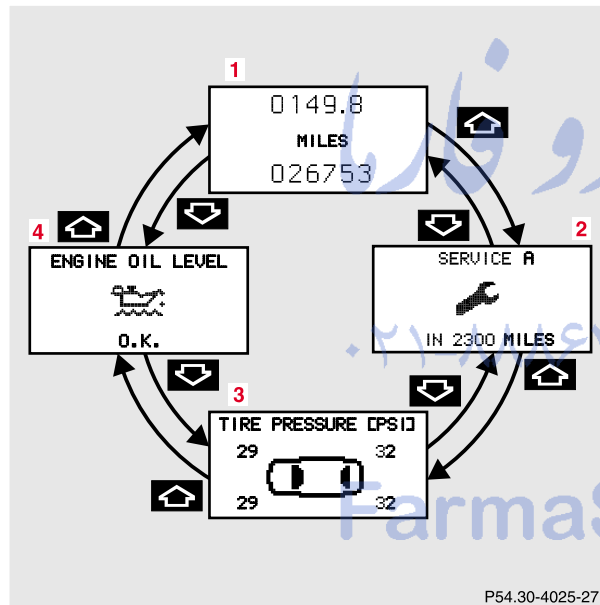 1
0149.8
MILES
026753
4
ENGINE OIL LEVEL
O.K.
2
SERVICE A
IN 2300 MILES
3
TIRE PRESSURE [PSI]
29 32
29 32
P54.30-4025-27